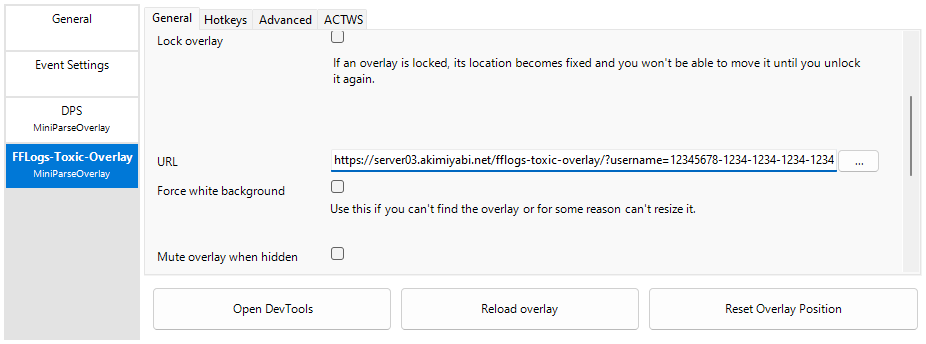 General
Event Settings
DPS
MiniParseOverlay
FFLogs-Toxic-Overlay
MiniParseOverlay
General
Hotkeys
Advanced
ACTWS
Lock overlay
If an overlay is locked, its location becomes fixed and you won't be able to move it until you unlock
it again.
URL
https://server03.akimiyabi.net/fflogs-toxic-overlay/?username=12345678-1234-1234-1234-1234
...
Force white background
Use this if you can't find the overlay or for some reason can't resize it.
Mute overlay when hidden
Open DevTools
Reload overlay
Reset Overlay Position